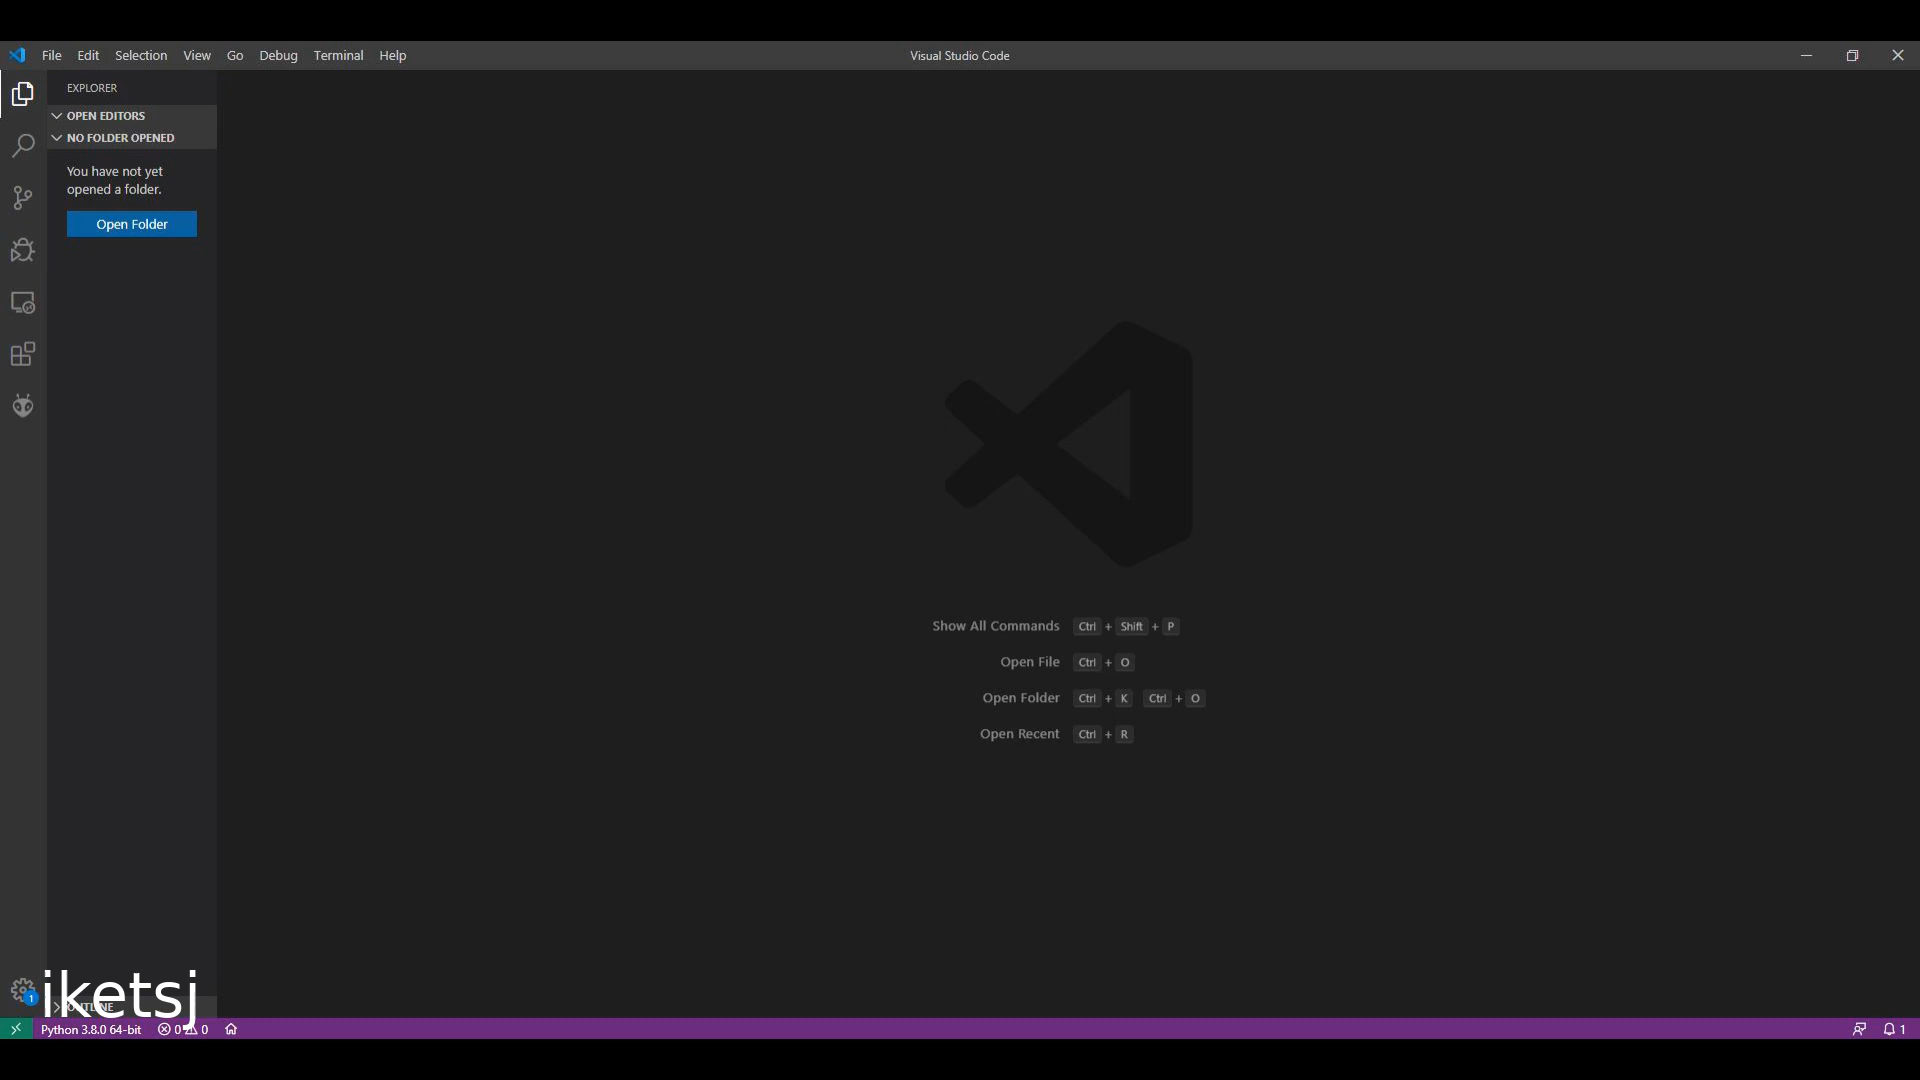 File Edit Selection View Go Debug Terminal Help
Visual Studio Code
EXPLORER
OPEN EDITORS
NO FOLDER OPENED
You have not yet
opened a folder.
Open Folder
Show All Commands Ctrl + Shift + P
Open File Ctrl + O
Open Folder Ctrl + K Ctrl + O
Open Recent Ctrl + R
1
iketsj
OUTLINE
Python 3.8.0 64-bit 0 0
1